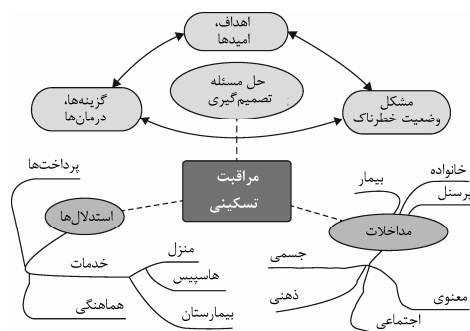 اهداف،
امیدها
حل مسئله
تصمیم‌گیری
مشکل
وضعیت خطرناک
گزینه‌ها،
درمان‌ها
مراقبت
تسکینی
خانواده
پرسنل
بیمار
مداخلات
جسمی
ذهنی
اجتماعی
معنوی
پرداخت‌ها
استدلال‌ها
خدمات
منزل
هاسپیس
بیمارستان
هماهنگی